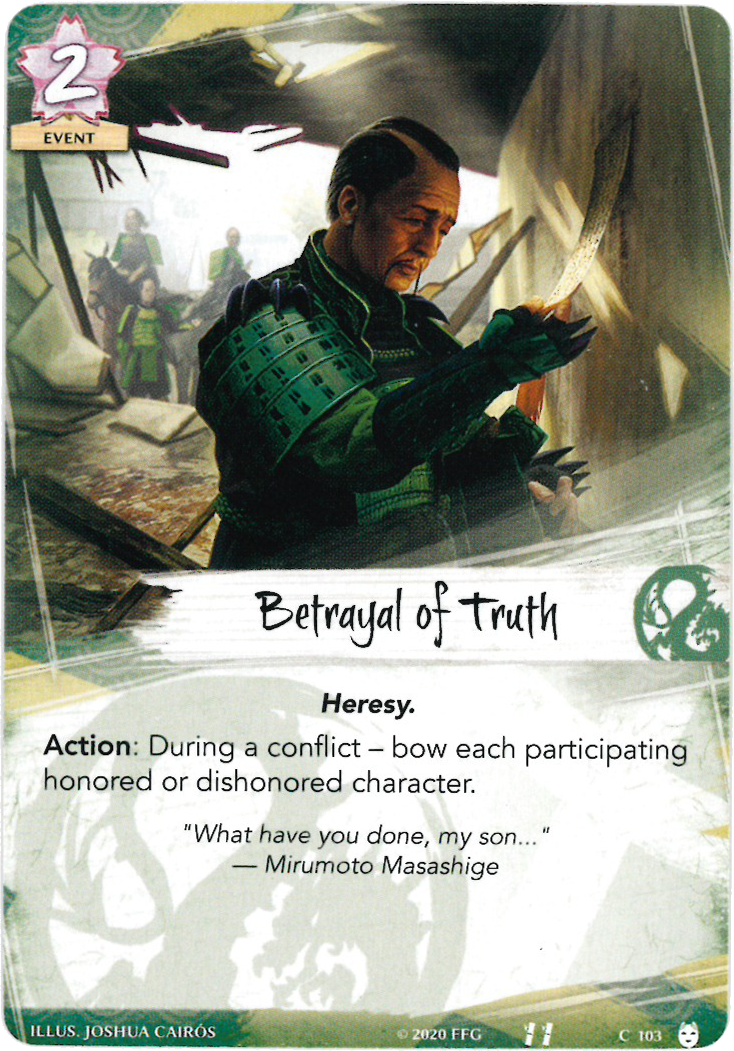 2
EVENT
Betrayal of Truth
Heresy.
Action: During a conflict – bow each participating
honored or dishonored character.
"What have you done, my son..."
— Mirumoto Masashige
ILLUS. JOSHUA CAIRÓS © 2020 FFG C 103